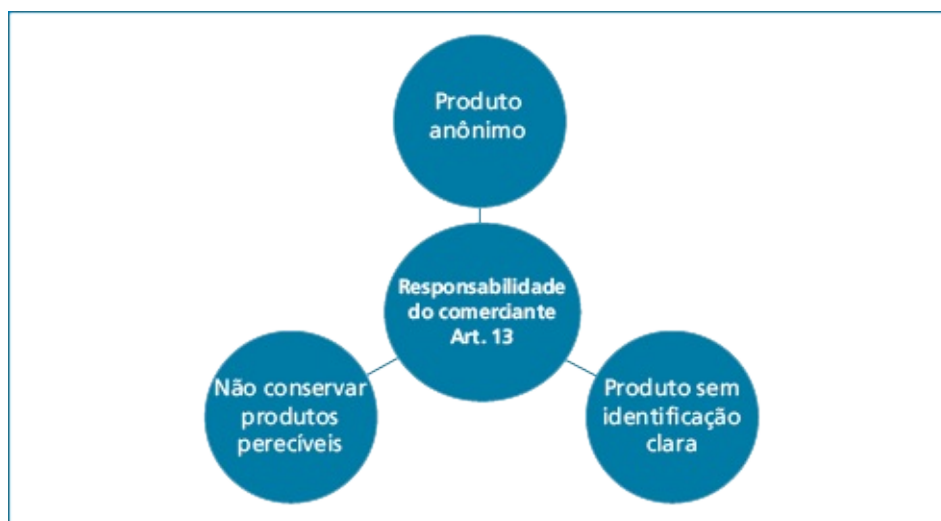 Produto
anônimo
Responsabilidade
do comerciante
Art. 13
Não conservar
produtos
perecíveis
Produto sem
identificação
clara